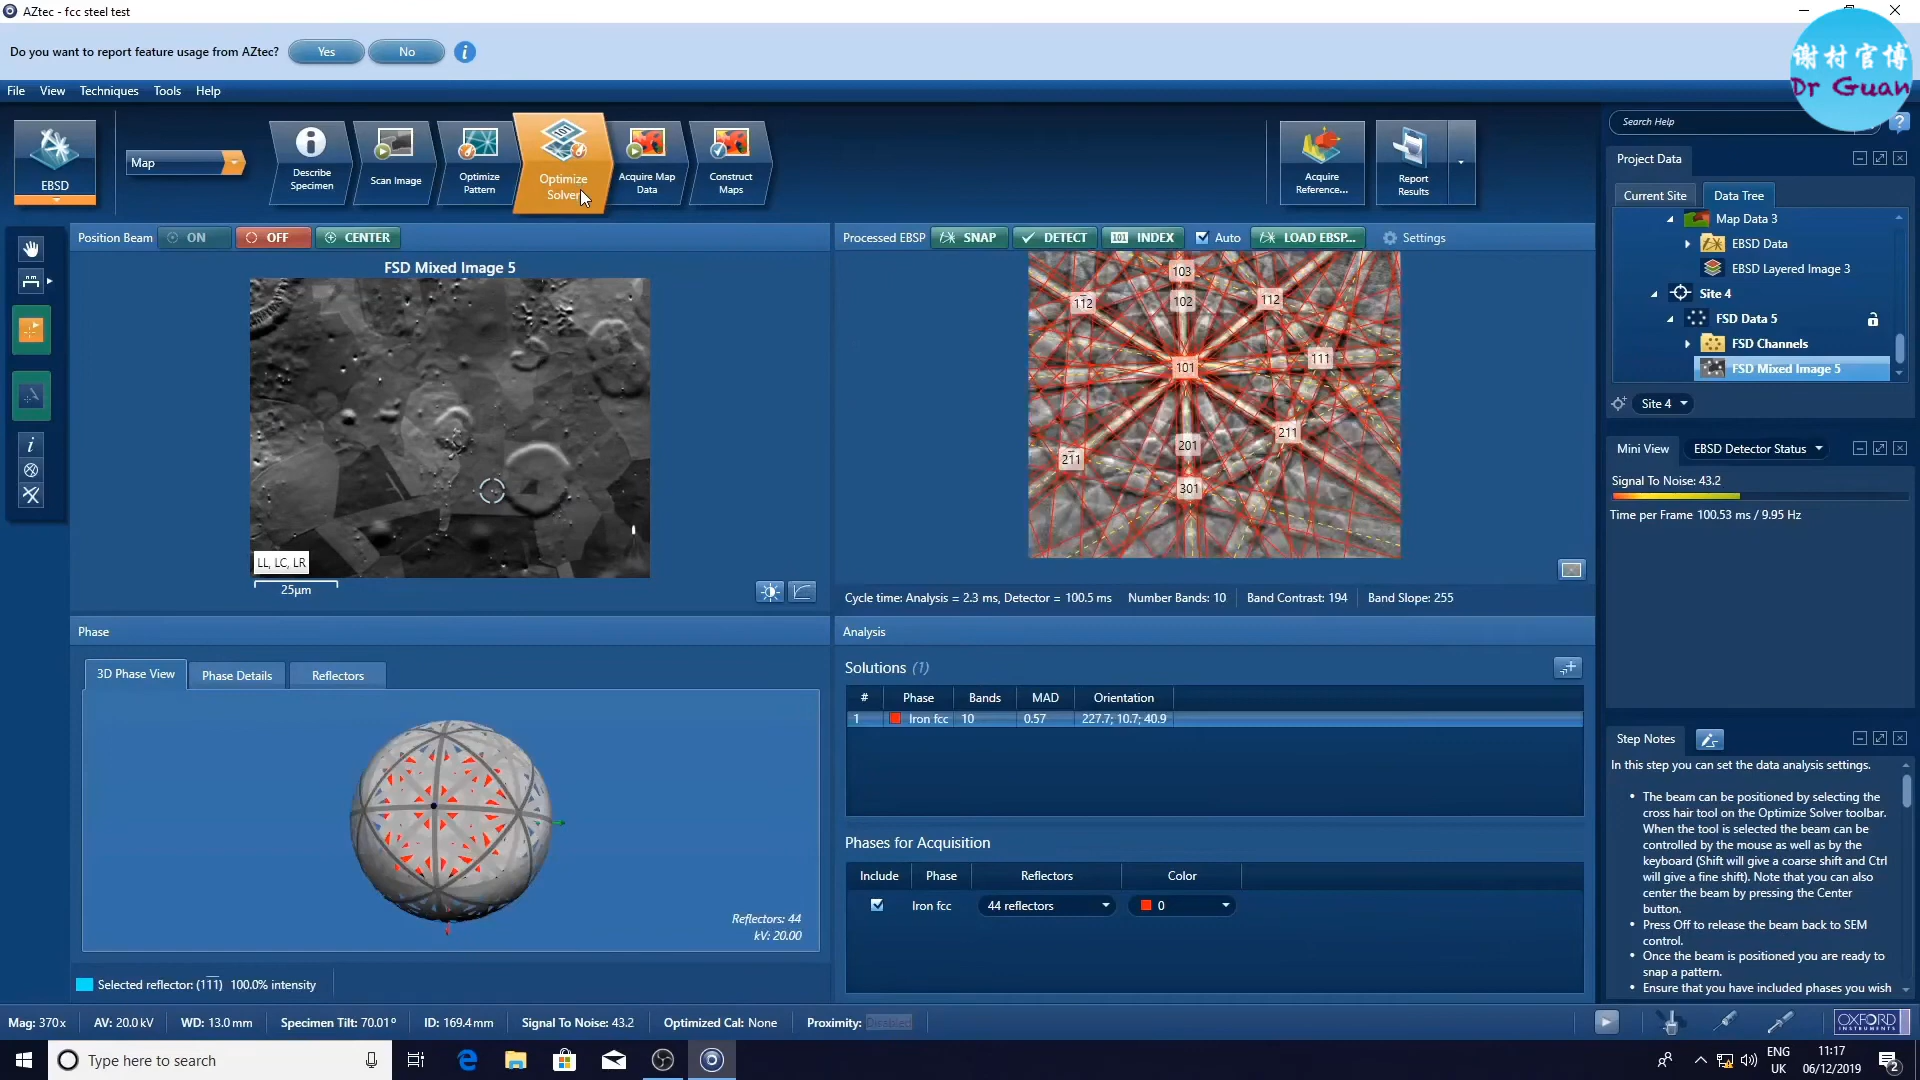 AZtec - fcc steel test
Do you want to report feature usage from AZtec?
Yes
No
谢村官博
Dr Guan
File View Techniques Tools Help
EBSD
Map
Describe Specimen
Scan Image
Optimize Pattern
101
Optimize Solver
Acquire Map Data
Construct Maps
Acquire Reference...
Report Results
Search Help
?
Project Data
Current Site
Data Tree
Map Data 3
EBSD Data
EBSD Layered Image 3
Site 4
FSD Data 5
FSD Channels
FSD Mixed Image 5
Site 4
Position Beam
ON
OFF
CENTER
FSD Mixed Image 5
LL, LC, LR
25µm
Processed EBSP
SNAP
DETECT
101 INDEX
Auto
LOAD EBSP...
Settings
103
1̅12
102
112
111
101
201
211
21̅1
301
Cycle time: Analysis = 2.3 ms, Detector = 100.5 ms Number Bands: 10 Band Contrast: 194 Band Slope: 255
Mini View
EBSD Detector Status
Signal To Noise: 43.2
Time per Frame 100.53 ms / 9.95 Hz
Phase
3D Phase View
Phase Details
Reflectors
Reflectors: 44
kV: 20.00
Selected reflector: (11̅1̅) 100.0% intensity
Analysis
Solutions (1)
# Phase Bands MAD Orientation
1 Iron fcc 10 0.57 227.7; 10.7; 40.9
Phases for Acquisition
Include Phase Reflectors Color
Iron fcc 44 reflectors 0
Step Notes
In this step you can set the data analysis settings.
• The beam can be positioned by selecting the
cross hair tool on the Optimize Solver toolbar.
When the tool is selected the beam can be
controlled by the mouse as well as by the
keyboard (Shift will give a coarse shift and Ctrl
will give a fine shift). Note that you can also
center the beam by pressing the Center
button.
• Press Off to release the beam back to SEM
control.
• Once the beam is positioned you are ready to
snap a pattern.
• Ensure that you have included phases you wish
Mag: 370x AV: 20.0 kV WD: 13.0 mm Specimen Tilt: 70.01° ID: 169.4 mm Signal To Noise: 43.2 Optimized Cal: None Proximity: Disabled
OXFORD
INSTRUMENTS
Type here to search
ENG
UK
11:17
06/12/2019
2